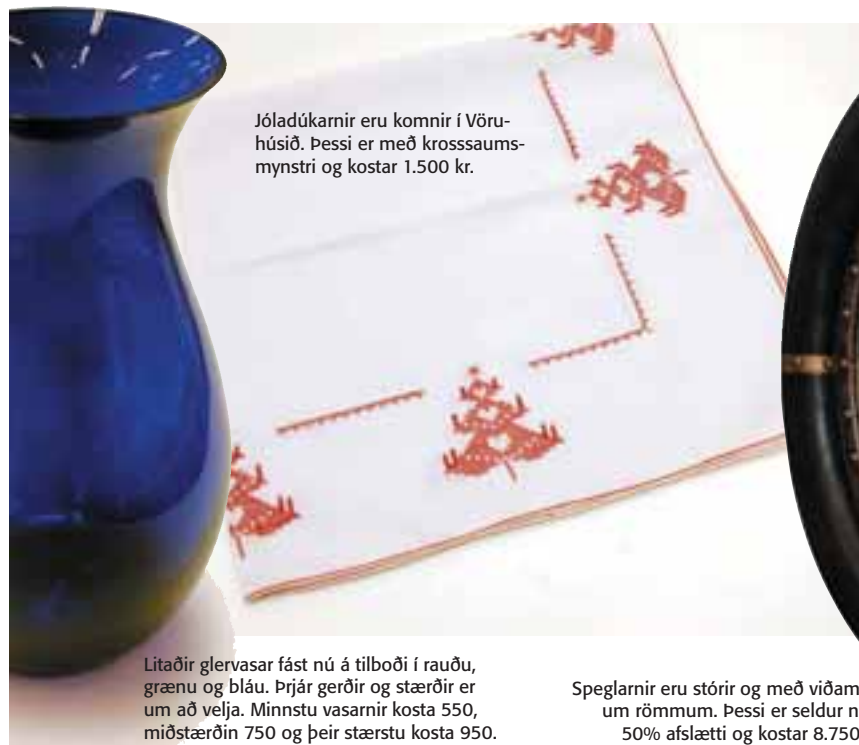 Jóladúkarnir eru komnir í Vöru-
húsið. Þessi er með krosssaums-
mynstri og kostar 1.500 kr.
Litaðir glervasar fást nú á tilboði í rauðu,
grænu og bláu. Þrjár gerðir og stærðir er
um að velja. Minnstu vasarnir kosta 550,
miðstærðin 750 og þeir stærstu kosta 950.
Speglarnir eru stórir og með
um römmum. Þessi er seldur
50% afslætti og kostar 8.750